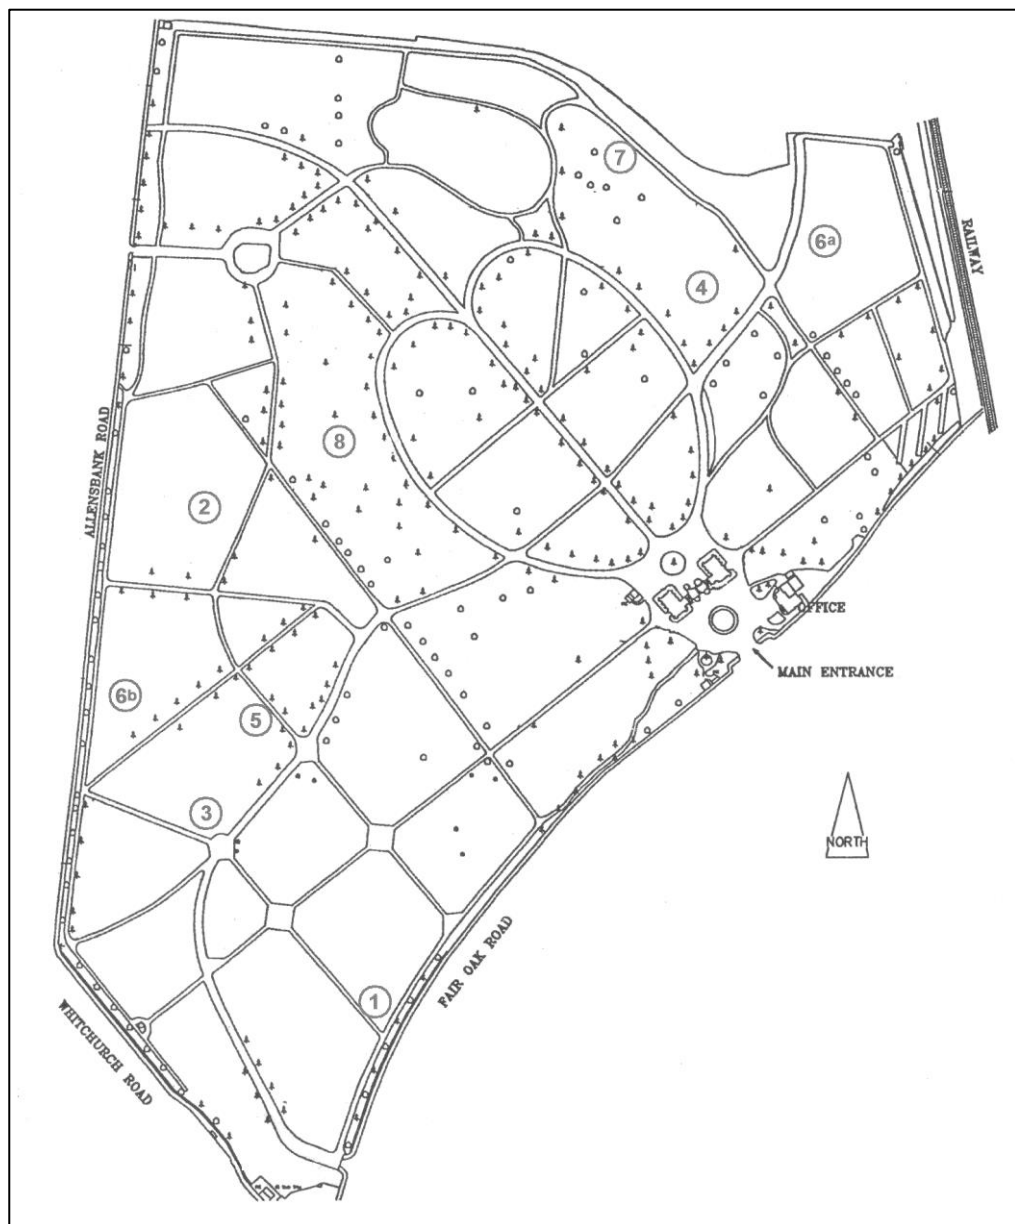 7
6a
RAILWAY
4
ALLENSBANK ROAD
8
2
OFFICE
MAIN ENTRANCE
6b
5
3
NORTH
1
FAIR OAK ROAD
WHITCHURCH ROAD